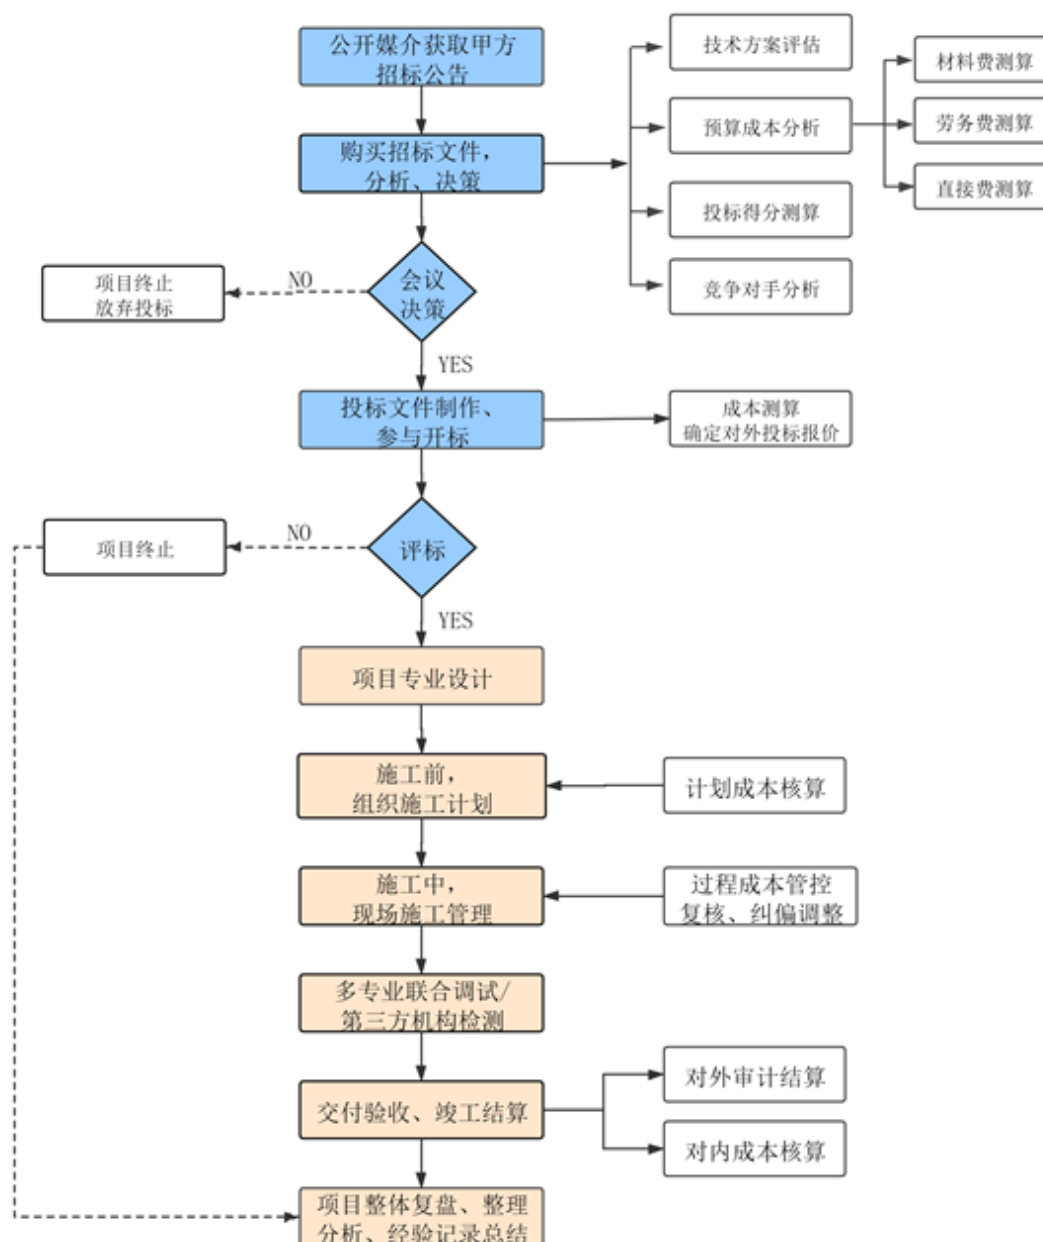 公开媒介获取甲方
招标公告
技术方案评估
材料费测算
购买招标文件，
分析、决策
预算成本分析
劳务费测算
投标得分测算
直接费测算
竞争对手分析
会议
决策
NO
项目终止
放弃投标
YES
投标文件制作、
参与开标
成本测算
确定对外投标报价
评标
NO
项目终止
YES
项目专业设计
施工前，
组织施工计划
计划成本核算
施工中，
现场施工管理
过程成本管控
复核、纠偏调整
多专业联合调试/
第三方机构检测
交付验收、竣工结算
对外审计结算
对内成本核算
项目整体复盘、整理
分析、经验记录总结